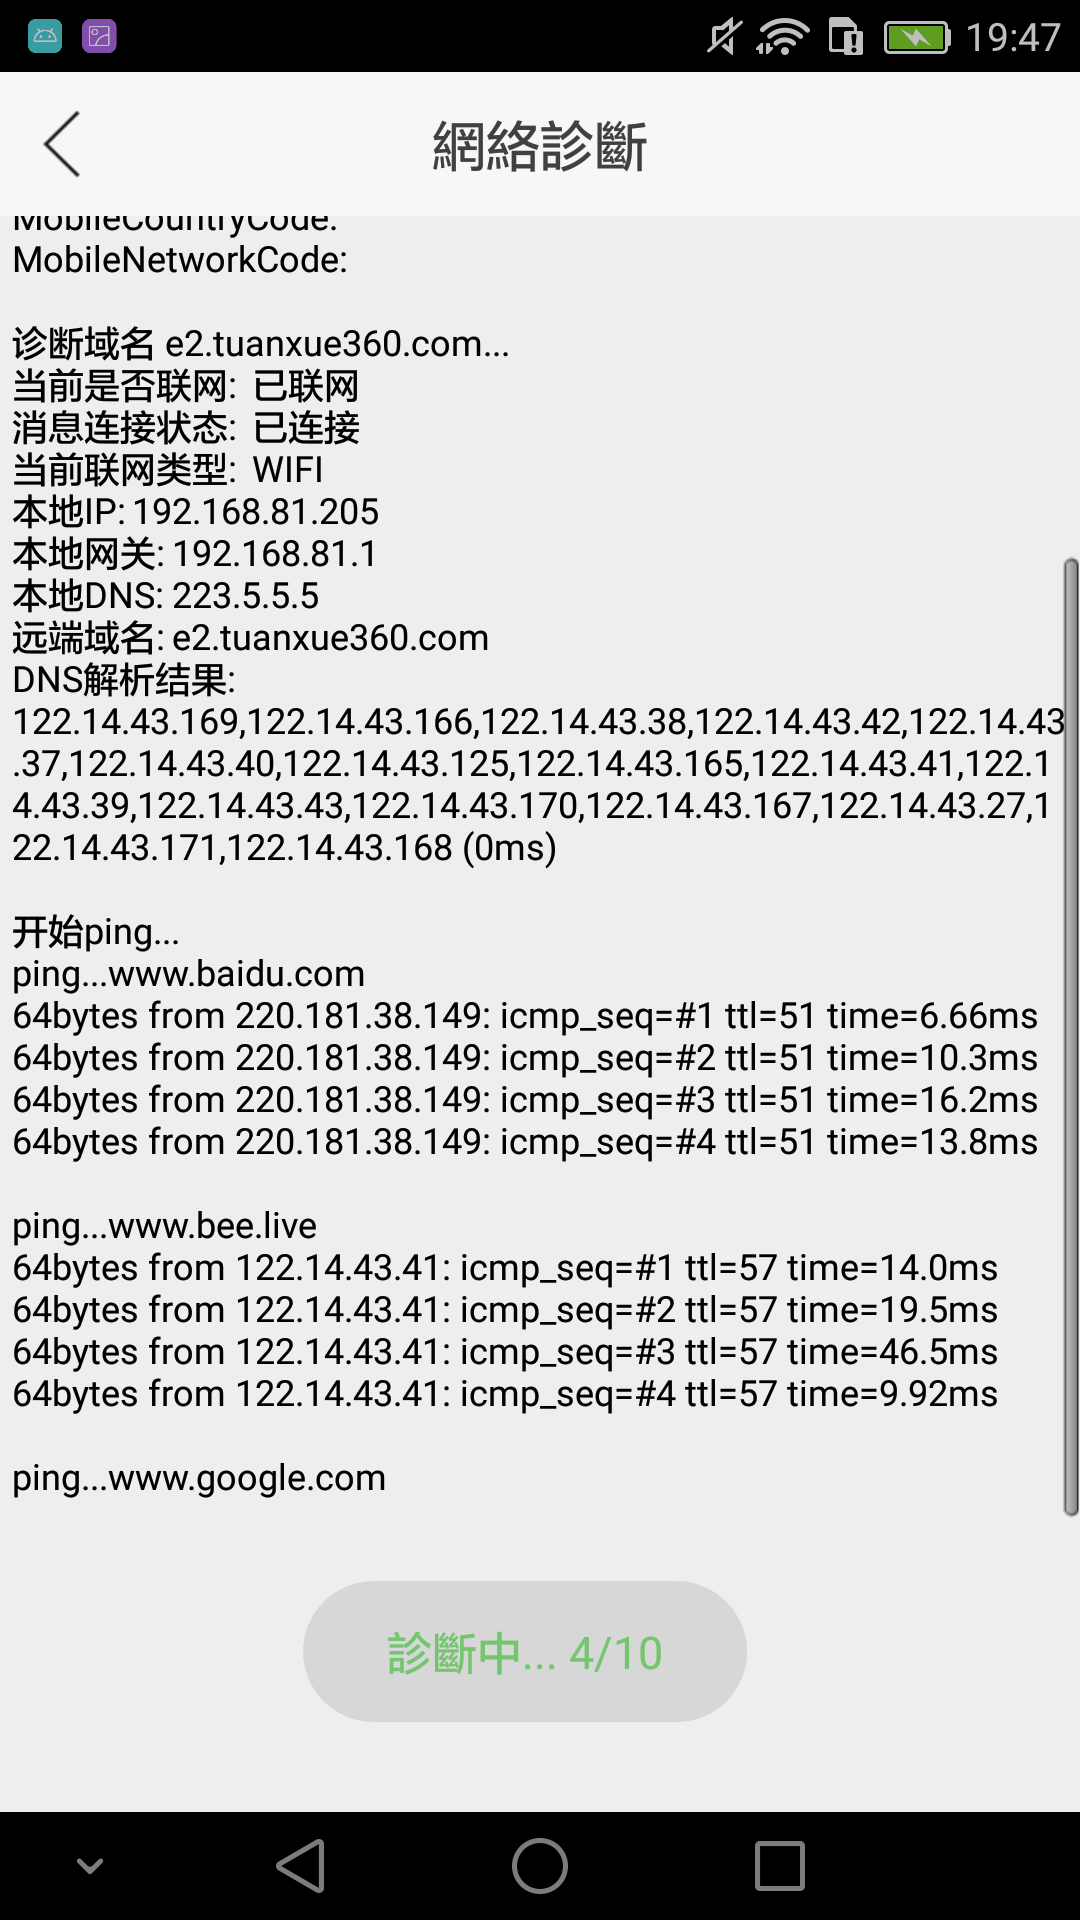 19:47
網絡診斷
MobileCountryCode:
MobileNetworkCode:
诊断域名 e2.tuanxue360.com...
当前是否联网: 已联网
消息连接状态: 已连接
当前联网类型: WIFI
本地IP: 192.168.81.205
本地网关: 192.168.81.1
本地DNS: 223.5.5.5
远端域名: e2.tuanxue360.com
DNS解析结果:
122.14.43.169,122.14.43.166,122.14.43.38,122.14.43.42,122.14.43
.37,122.14.43.40,122.14.43.125,122.14.43.165,122.14.43.41,122.1
4.43.39,122.14.43.43,122.14.43.170,122.14.43.167,122.14.43.27,1
22.14.43.171,122.14.43.168 (0ms)
开始ping...
ping...www.baidu.com
64bytes from 220.181.38.149: icmp_seq=#1 ttl=51 time=6.66ms
64bytes from 220.181.38.149: icmp_seq=#2 ttl=51 time=10.3ms
64bytes from 220.181.38.149: icmp_seq=#3 ttl=51 time=16.2ms
64bytes from 220.181.38.149: icmp_seq=#4 ttl=51 time=13.8ms
ping...www.bee.live
64bytes from 122.14.43.41: icmp_seq=#1 ttl=57 time=14.0ms
64bytes from 122.14.43.41: icmp_seq=#2 ttl=57 time=19.5ms
64bytes from 122.14.43.41: icmp_seq=#3 ttl=57 time=46.5ms
64bytes from 122.14.43.41: icmp_seq=#4 ttl=57 time=9.92ms
ping...www.google.com
診斷中... 4/10